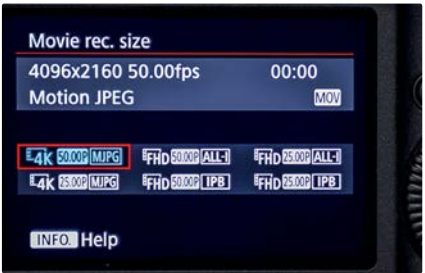 Movie rec. size
4096x2160 50.00fps 00:00
Motion JPEG MOV
4K 50.00P MJPG FHD 50.00P ALL-I FHD 25.00P ALL-I
4K 25.00P MJPG FHD 50.00P IPB FHD 25.00P IPB
INFO. Help